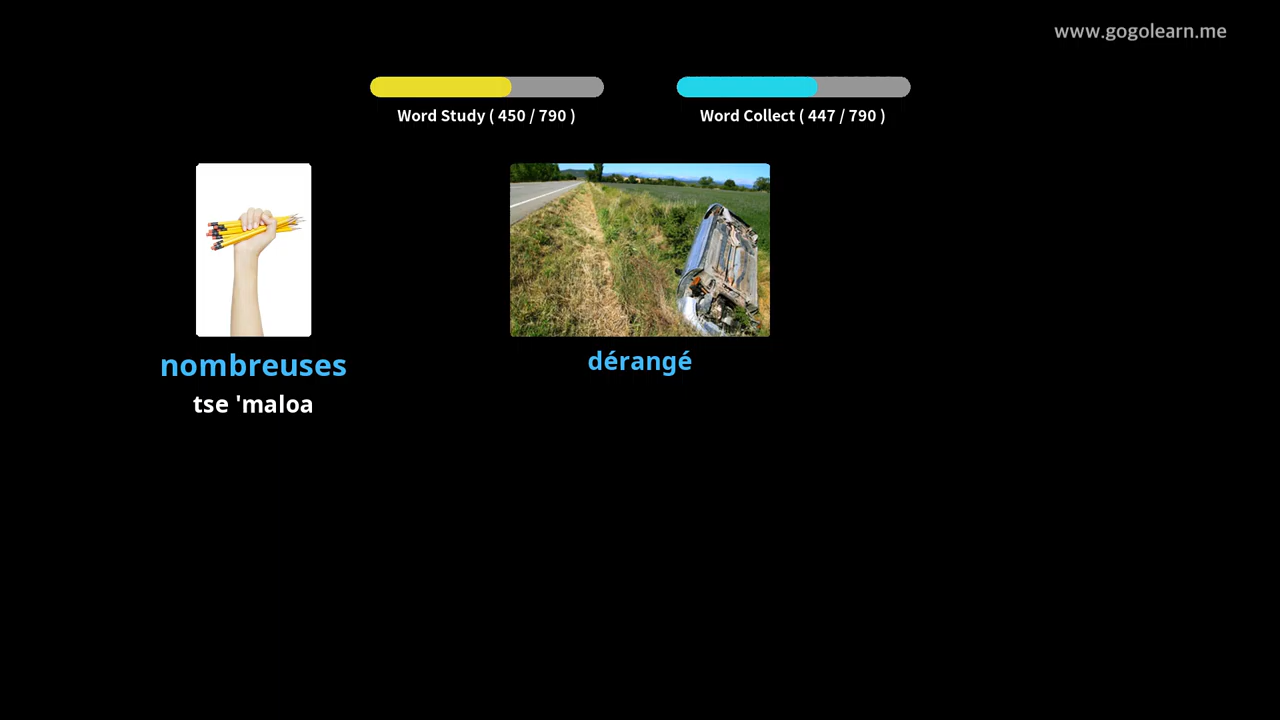 www.gogolearn.me
Word Study ( 450 / 790 )
Word Collect ( 447 / 790 )
nombreuses
tse 'maloa
dérangé